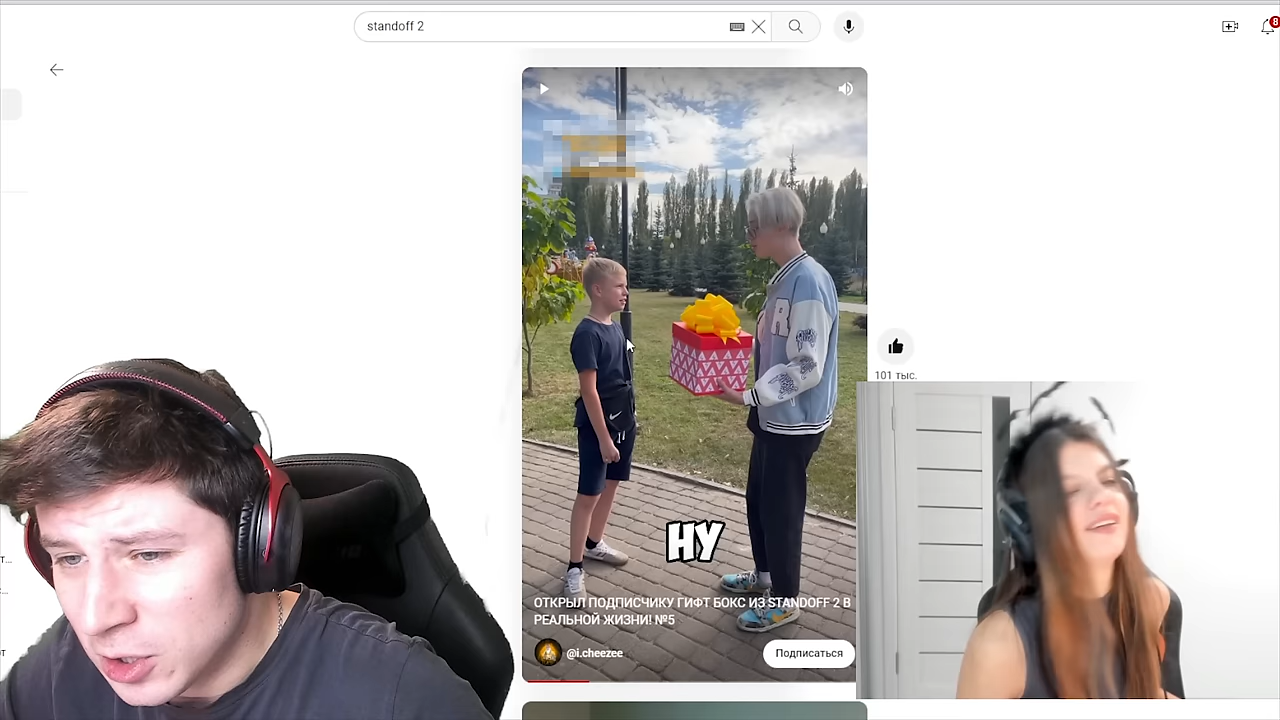 standoff 2
8
R
НУ
101 тыс.
ОТКРЫЛ ПОДПИСЧИКУ ГИФТ БОКС ИЗ STANDOFF 2 В
РЕАЛЬНОЙ ЖИЗНИ! №5
@i.cheezee
Подписаться